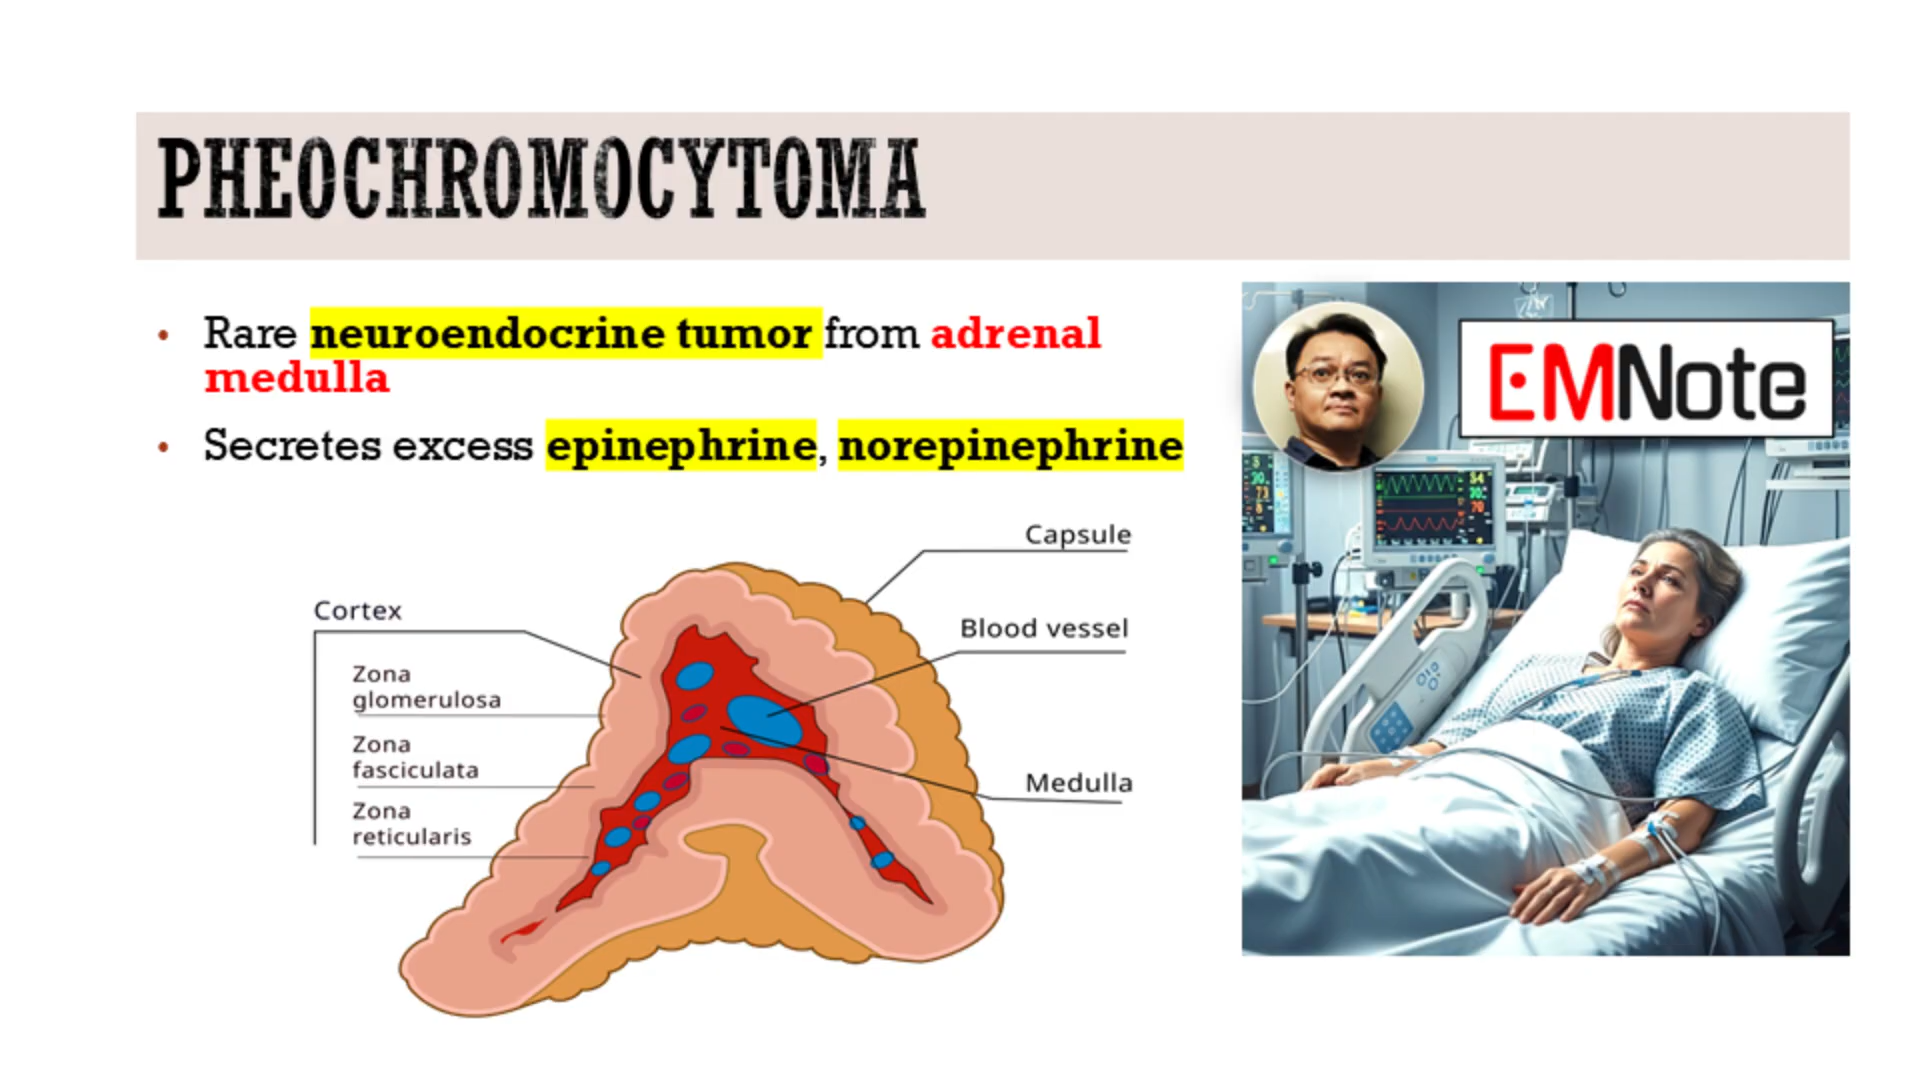 PHEOCHROMOCYTOMA
• Rare neuroendocrine tumor from adrenal
medulla
• Secretes excess epinephrine, norepinephrine
EMNote
Capsule
Cortex
Blood vessel
Zona
glomerulosa
Zona
fasciculata
Medulla
Zona
reticularis